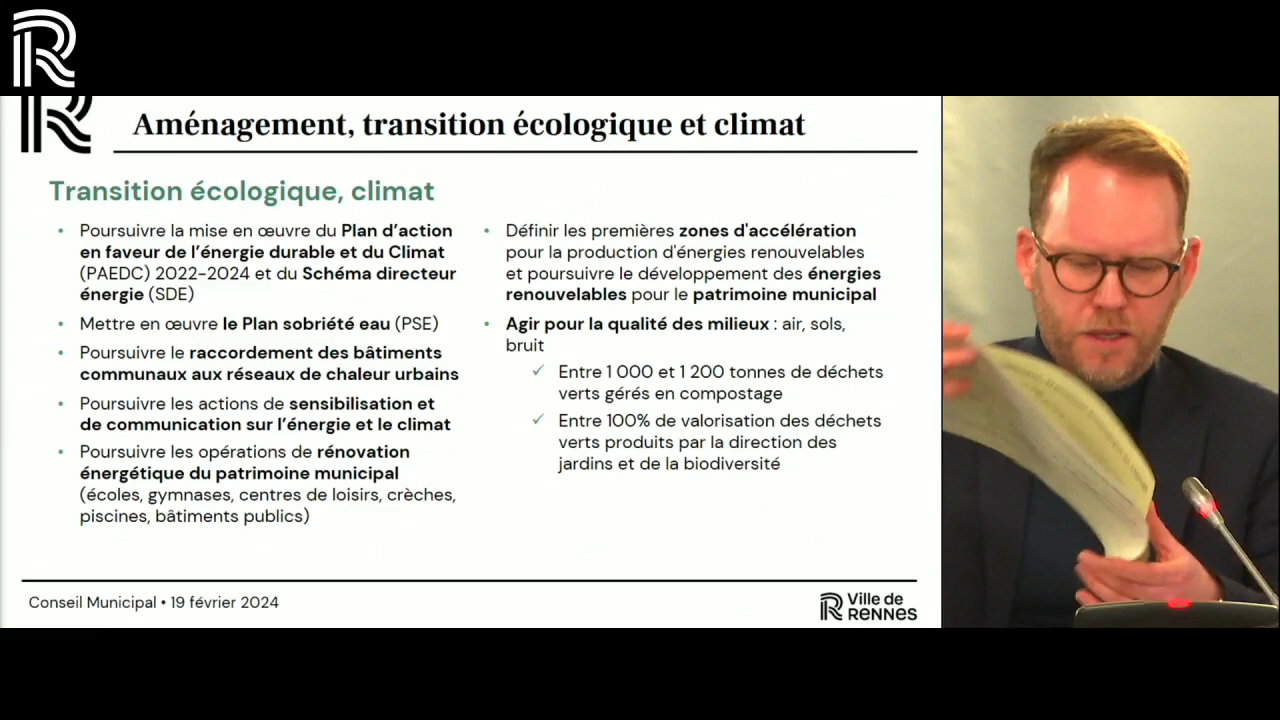 R
R
Aménagement, transition écologique et climat
Transition écologique, climat
• Poursuivre la mise en œuvre du Plan d’action
en faveur de l’énergie durable et du Climat
(PAEDC) 2022-2024 et du Schéma directeur
énergie (SDE)
• Mettre en œuvre le Plan sobriété eau (PSE)
• Poursuivre le raccordement des bâtiments
communaux aux réseaux de chaleur urbains
• Poursuivre les actions de sensibilisation et
de communication sur l’énergie et le climat
• Poursuivre les opérations de rénovation
énergétique du patrimoine municipal
(écoles, gymnases, centres de loisirs, crèches,
piscines, bâtiments publics)
• Définir les premières zones d'accélération
pour la production d'énergies renouvelables
et poursuivre le développement des énergies
renouvelables pour le patrimoine municipal
• Agir pour la qualité des milieux : air, sols,
bruit
✓ Entre 1 000 et 1 200 tonnes de déchets
verts gérés en compostage
✓ Entre 100% de valorisation des déchets
verts produits par la direction des
jardins et de la biodiversité
Conseil Municipal • 19 février 2024
Ville de
RENNES